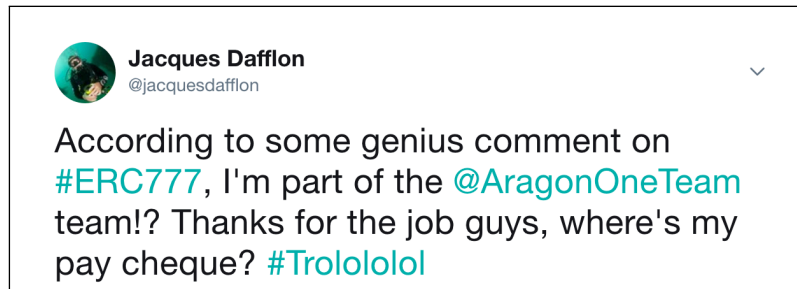 Jacques Dafflon
@jacquesdafflon
According to some genius comment on
#ERC777, I'm part of the @AragonOneTeam
team!? Thanks for the job guys, where's my
pay cheque? #Trolololol